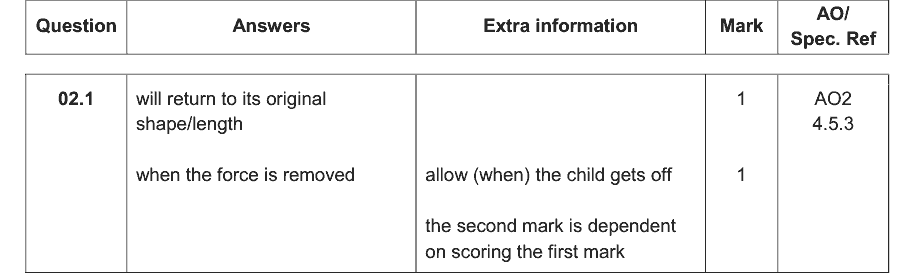 Question Answers Extra information Mark AO/
Spec. Ref
02.1 will return to its original 1 AO2
shape/length 4.5.3
when the force is removed allow (when) the child gets off 1
the second mark is dependent
on scoring the first mark